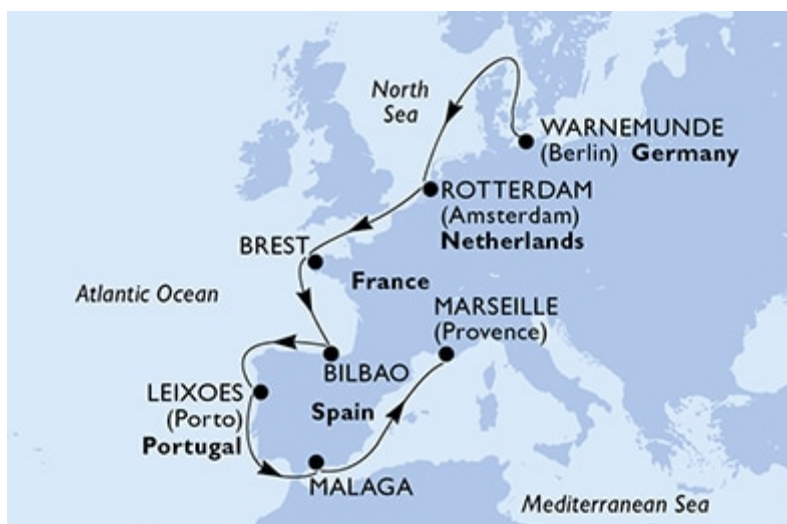 North
Sea
WARNEMUNDE
(Berlin) Germany
ROTTERDAM
(Amsterdam)
Netherlands
BREST
France
Atlantic Ocean
MARSEILLE
(Provence)
BILBAO
LEIXOES
(Porto)
Portugal
Spain
MALAGA
Mediterranean Sea